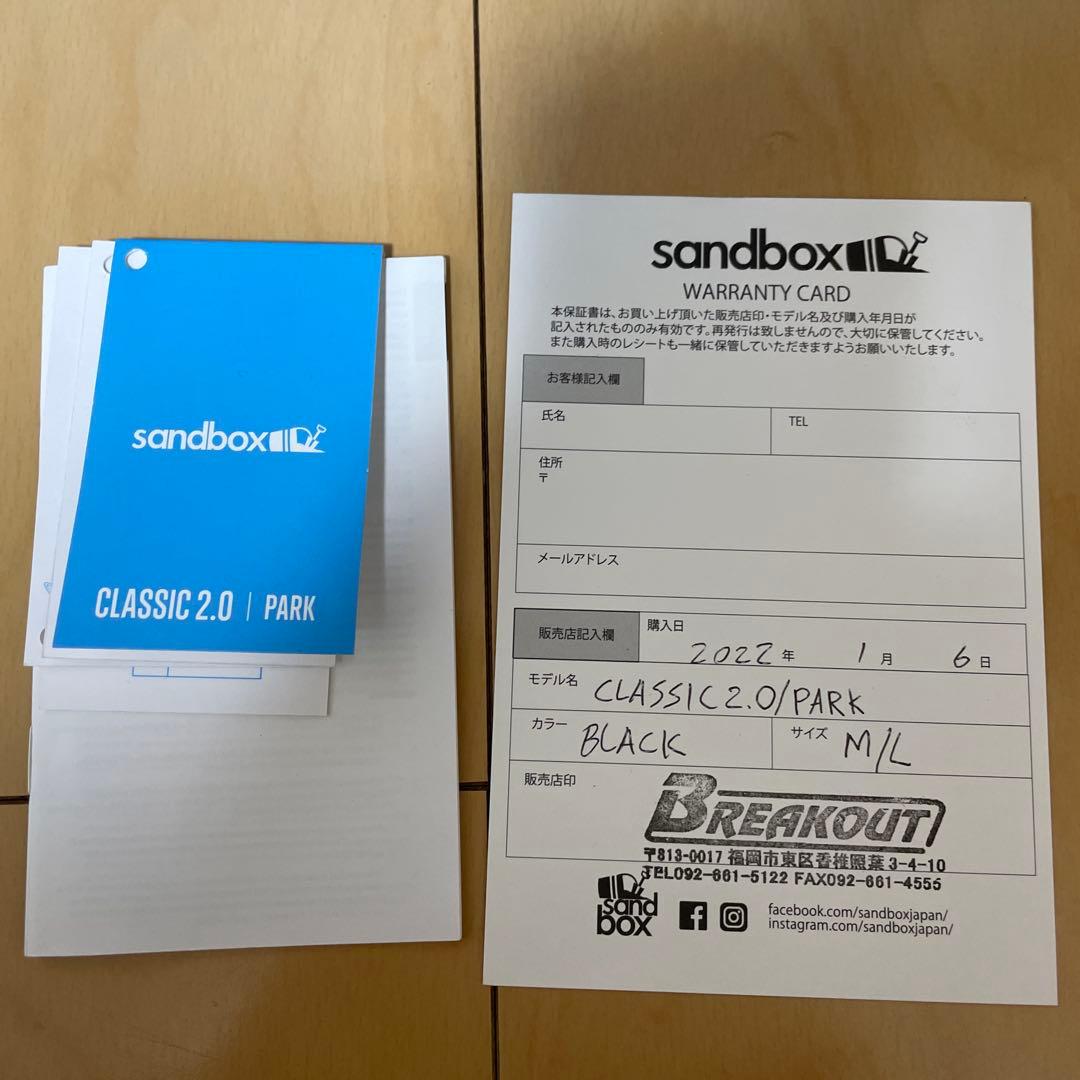 sandbox
CLASSIC 2.0 | PARK
sandbox
WARRANTY CARD
本保証書は、お買い上げ頂いた販売店印・モデル名及び購入年月日が
記入されたもののみ有効です。再発行は致しませんので、大切に保管してください。
また購入時のレシートも一緒に保管していただきますようお願いいたします。
お客様記入欄
氏名 TEL
住所
〒
メールアドレス
販売店記入欄 購入日
2022年 1月 6日
モデル名 CLASSIC2.0/PARK
カラー BLACK サイズ M/L
販売店印
BREAKOUT
〒813-0017 福岡市東区香椎照葉 3-4-10
TEL092-661-5122 FAX092-661-4555
sand
box
facebook.com/sandboxjapan/
instagram.com/sandboxjapan/